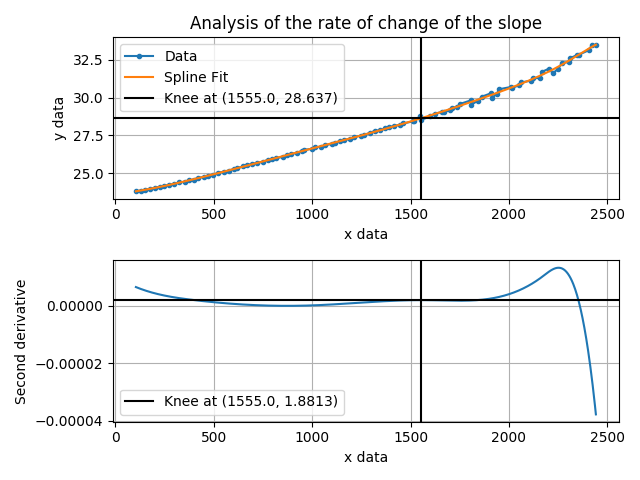 Analysis of the rate of change of the slope
32.5
30.0
27.5
25.0
y data
Data
Spline Fit
Knee at (1555.0, 28.637)
0
500
1000
1500
2000
2500
x data
0.00000
−0.00002
−0.00004
Second derivative
Knee at (1555.0, 1.8813)
0
500
1000
1500
2000
2500
x data